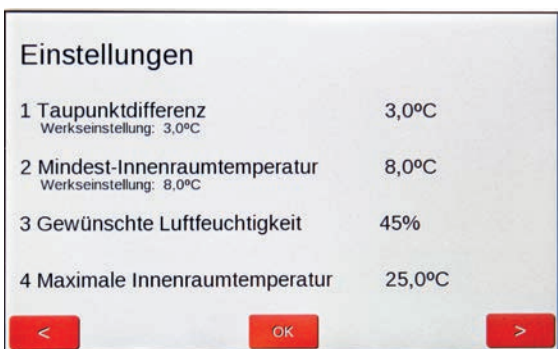 Einstellungen
1 Taupunktdifferenz 3,0ºC
Werkseinstellung: 3,0ºC
2 Mindest-Innenraumtemperatur 8,0ºC
Werkseinstellung: 8,0ºC
3 Gewünschte Luftfeuchtigkeit 45%
4 Maximale Innenraumtemperatur 25,0ºC
< OK >